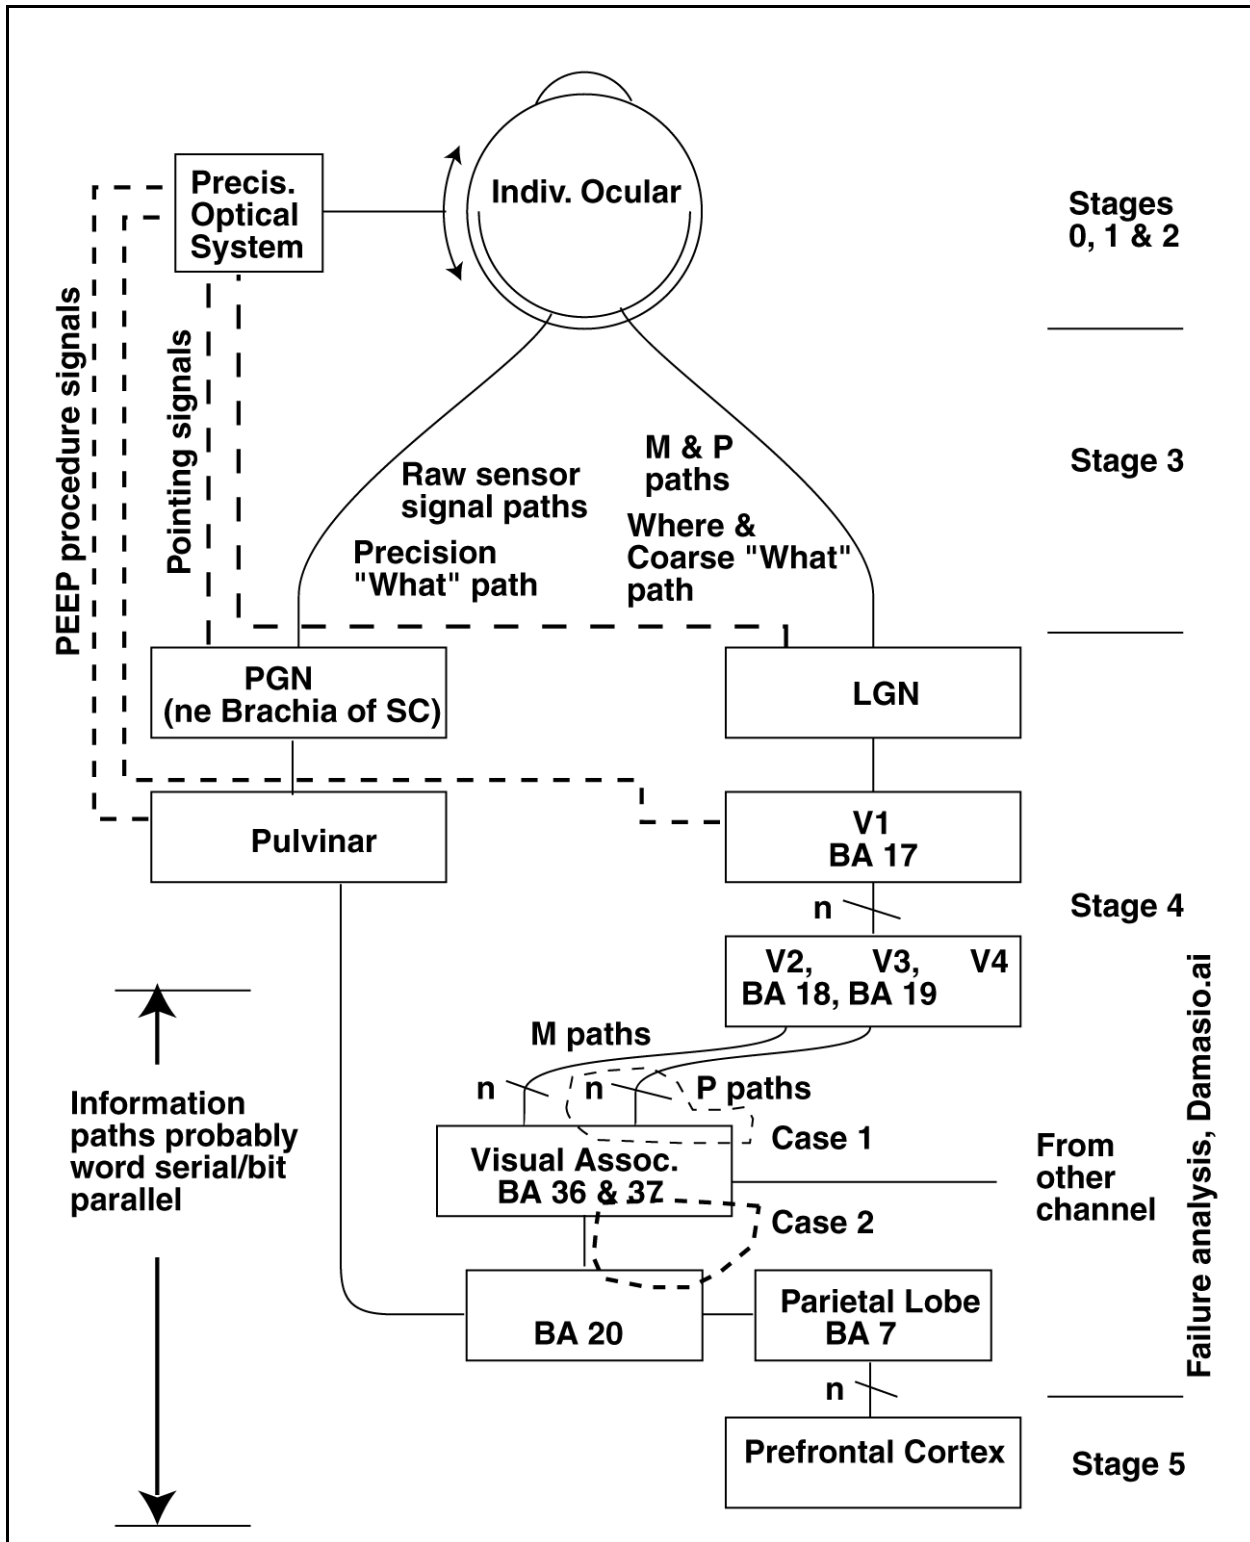 Precis.
Optical
System
Indiv. Ocular
Stages
0, 1 & 2
PEEP procedure signals
Pointing signals
Raw sensor
signal paths
Precision
"What" path
M & P
paths
Where &
Coarse "What"
path
Stage 3
PGN
(ne Brachia of SC)
LGN
Pulvinar
V1
BA 17
n
Stage 4
V2, V3, V4
BA 18, BA 19
M paths
n
n
P paths
Case 1
Information
paths probably
word serial/bit
parallel
Visual Assoc.
BA 36 & 37
From
other
channel
Case 2
BA 20
Parietal Lobe
BA 7
n
Prefrontal Cortex
Stage 5
Failure analysis, Damasio.ai